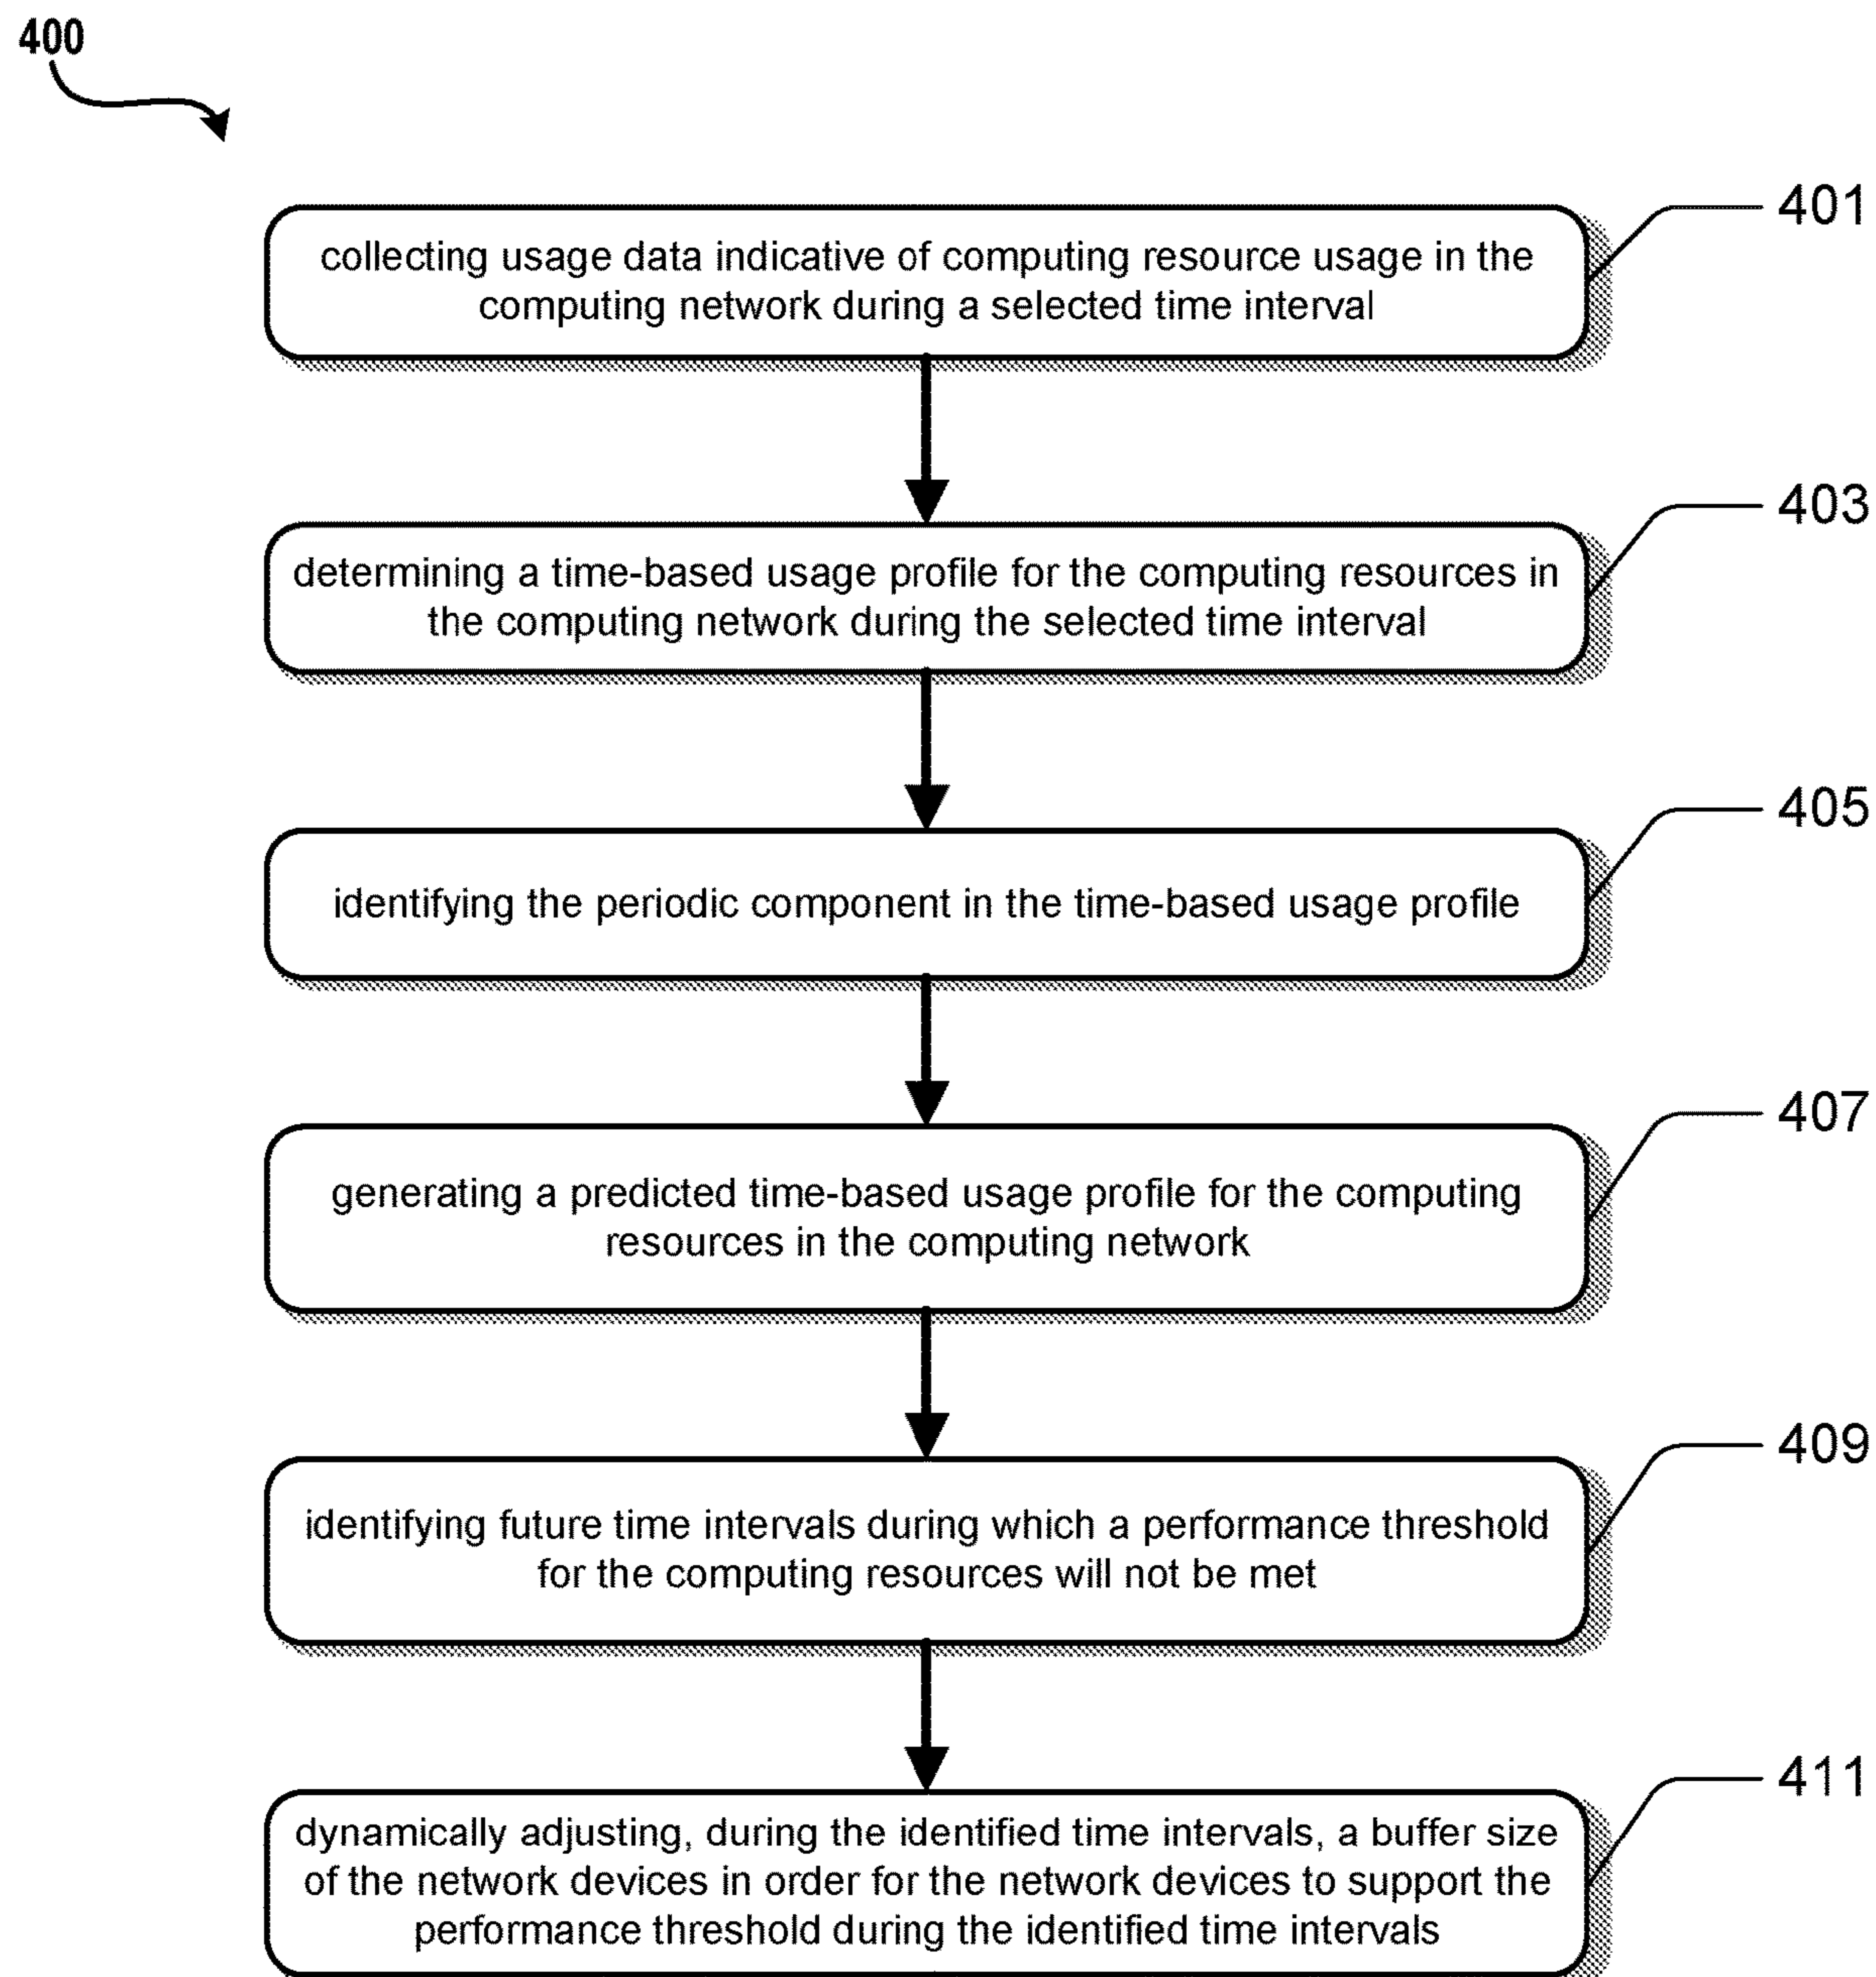 400
401
collecting usage data indicative of computing resource usage in the
computing network during a selected time interval
403
determining a time-based usage profile for the computing resources in
the computing network during the selected time interval
405
identifying the periodic component in the time-based usage profile
407
generating a predicted time-based usage profile for the computing
resources in the computing network
409
identifying future time intervals during which a performance threshold
for the computing resources will not be met
411
dynamically adjusting, during the identified time intervals, a buffer size
of the network devices in order for the network devices to support the
performance threshold during the identified time intervals